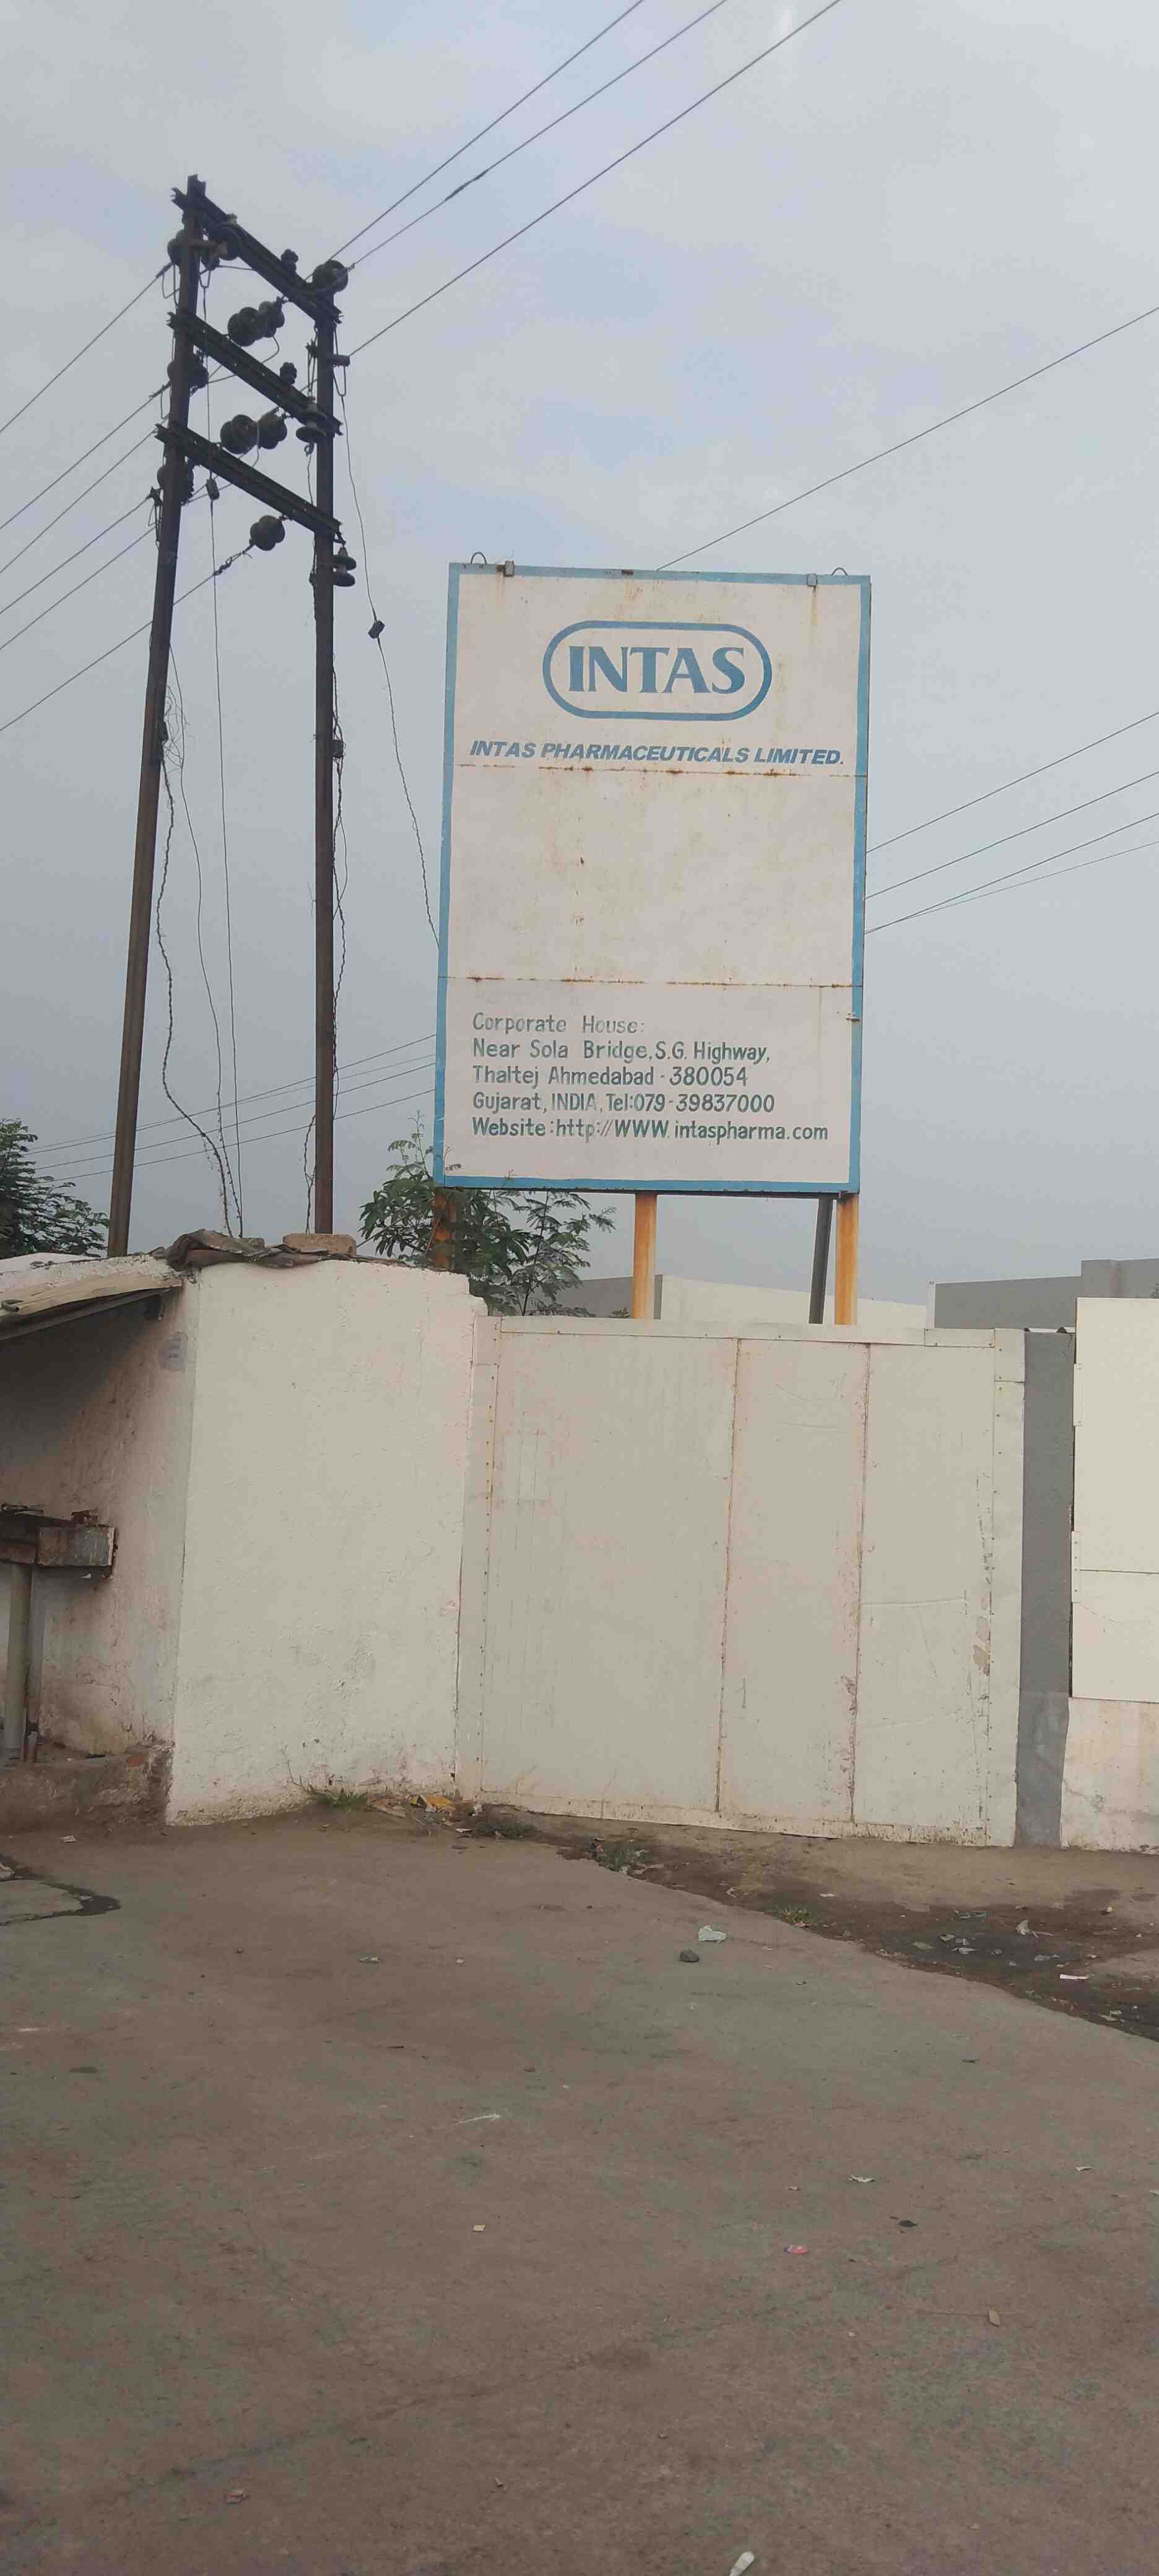 INTAS
INTAS PHARMACEUTICALS LIMITED.
Corporate House:
Near Sola Bridge,S.G. Highway,
Thaltej Ahmedabad - 380054
Gujarat, INDIA, Tel:079-39837000
Website:http://WWW.intaspharma.com